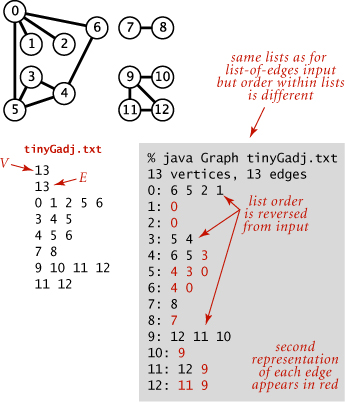 0
6
7 8
1
2
3
9 10
4
5
11 12
same lists as for
list-of-edges input
but order within lists
is different
tinyGadj.txt
V
13
13 E
0 1 2 5 6
3 4 5
4 5 6
7 8
9 10 11 12
11 12
% java Graph tinyGadj.txt
13 vertices, 13 edges
0: 6 5 2 1
1: 0
2: 0
3: 5 4
4: 6 5 3
5: 4 3 0
6: 4 0
7: 8
8: 7
9: 12 11 10
10: 9
11: 12 9
12: 11 9
list order
is reversed
from input
second
representation
of each edge
appears in red